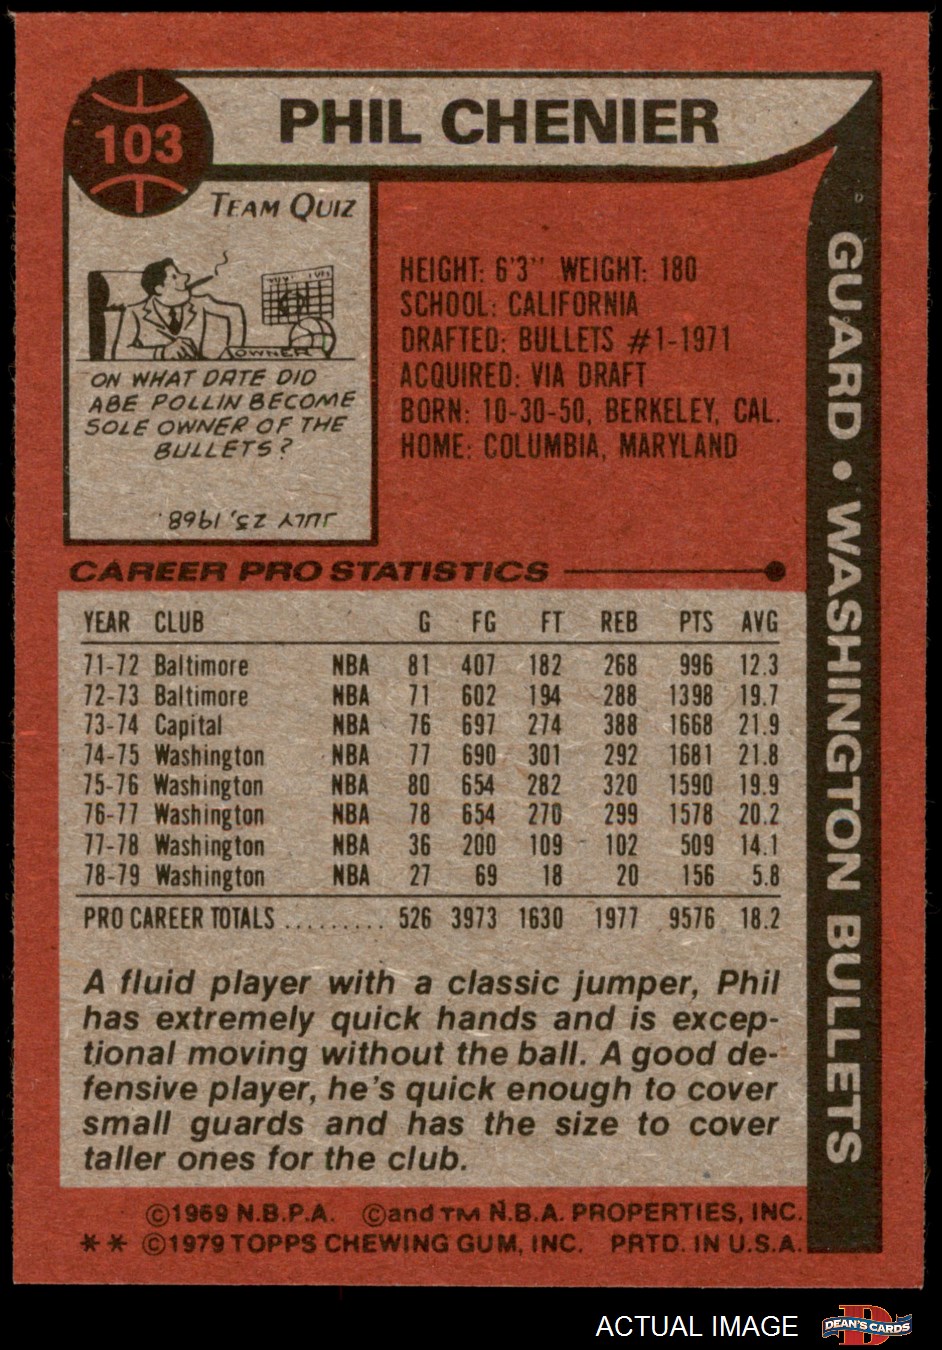 103
PHIL CHENIER
TEAM QUIZ
OWNER
ON WHAT DATE DID
ABE POLLIN BECOME
SOLE OWNER OF THE
BULLETS?
JULY 25, 1968.
HEIGHT: 6'3'' WEIGHT: 180
SCHOOL: CALIFORNIA
DRAFTED: BULLETS #1-1971
ACQUIRED: VIA DRAFT
BORN: 10-30-50, BERKELEY, CAL.
HOME: COLUMBIA, MARYLAND
GUARD • WASHINGTON BULLETS
CAREER PRO STATISTICS
YEAR CLUB G FG FT REB PTS AVG
71-72 Baltimore NBA 81 407 182 268 996 12.3
72-73 Baltimore NBA 71 602 194 288 1398 19.7
73-74 Capital NBA 76 697 274 388 1668 21.9
74-75 Washington NBA 77 690 301 292 1681 21.8
75-76 Washington NBA 80 654 282 320 1590 19.9
76-77 Washington NBA 78 654 270 299 1578 20.2
77-78 Washington NBA 36 200 109 102 509 14.1
78-79 Washington NBA 27 69 18 20 156 5.8
PRO CAREER TOTALS ......... 526 3973 1630 1977 9576 18.2
A fluid player with a classic jumper, Phil
has extremely quick hands and is excep-
tional moving without the ball. A good de-
fensive player, he's quick enough to cover
small guards and has the size to cover
taller ones for the club.
©1969 N.B.P.A. ©and TM N.B.A. PROPERTIES, INC.
** ©1979 TOPPS CHEWING GUM, INC. PRTD. IN U.S.A.
ACTUAL IMAGE
D
DEAN'S CARDS